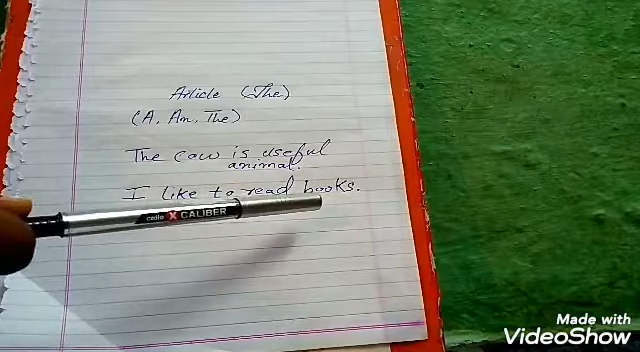 Article (The)
(A, An, The)
The cow is useful
animal.
I like to read books.
cello X CALIBER
Made with
VideoShow